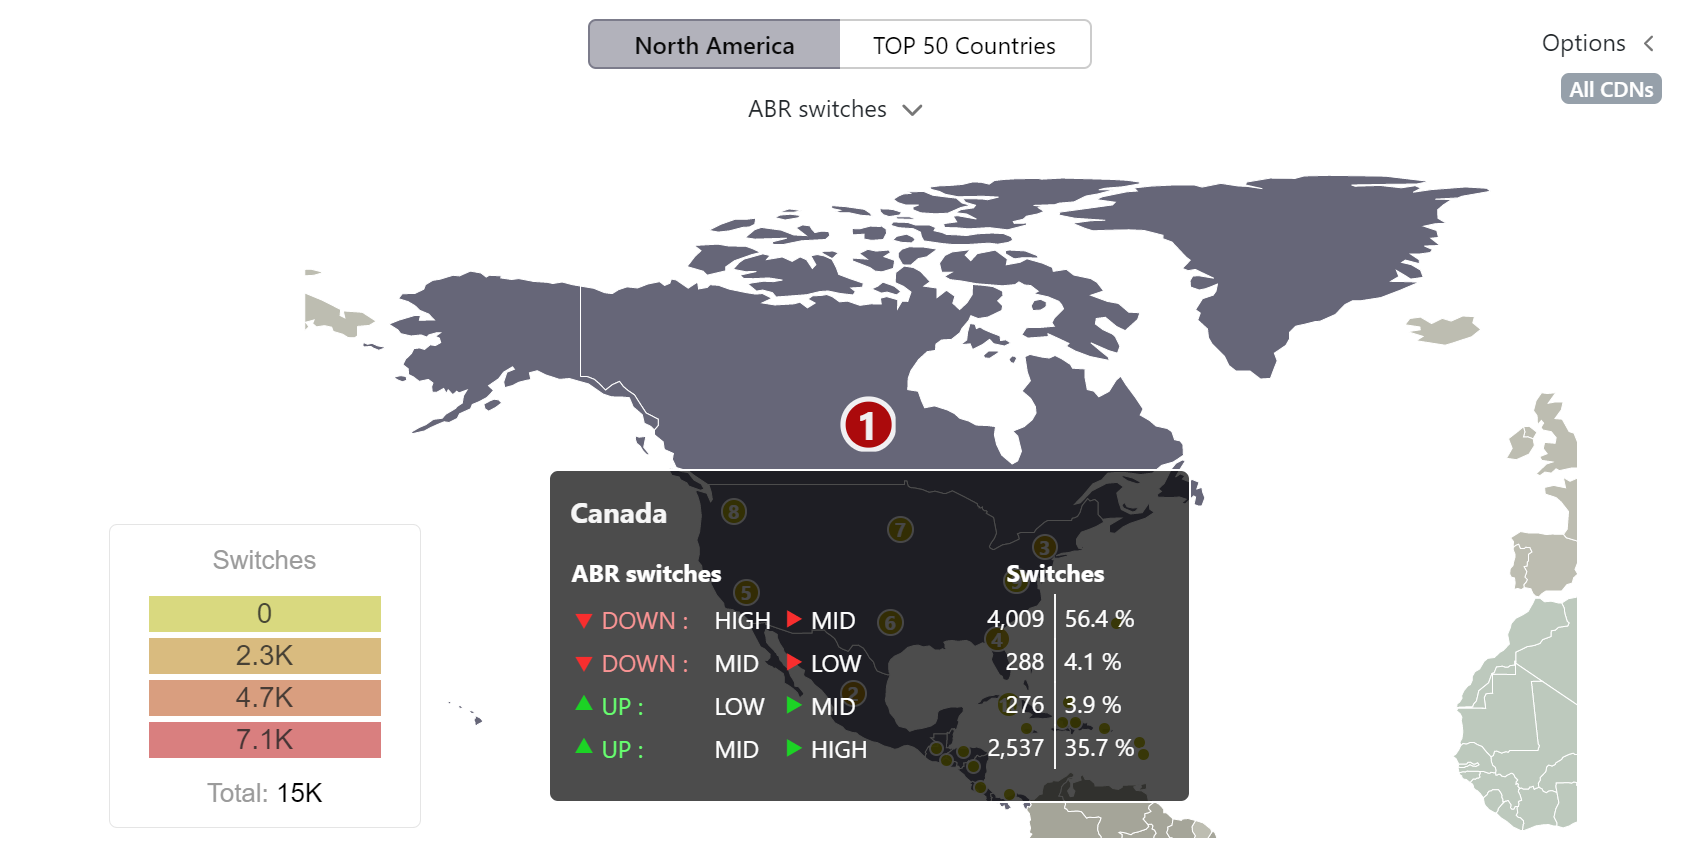 North America
TOP 50 Countries
Options
All CDNs
ABR switches
1
Canada
ABR switches Switches
DOWN : HIGH MID 4,009 56.4 %
DOWN : MID LOW 288 4.1 %
UP : LOW MID 276 3.9 %
UP : MID HIGH 2,537 35.7 %
8
7
3
5
6
4
2
Switches
0
2.3K
4.7K
7.1K
Total: 15K